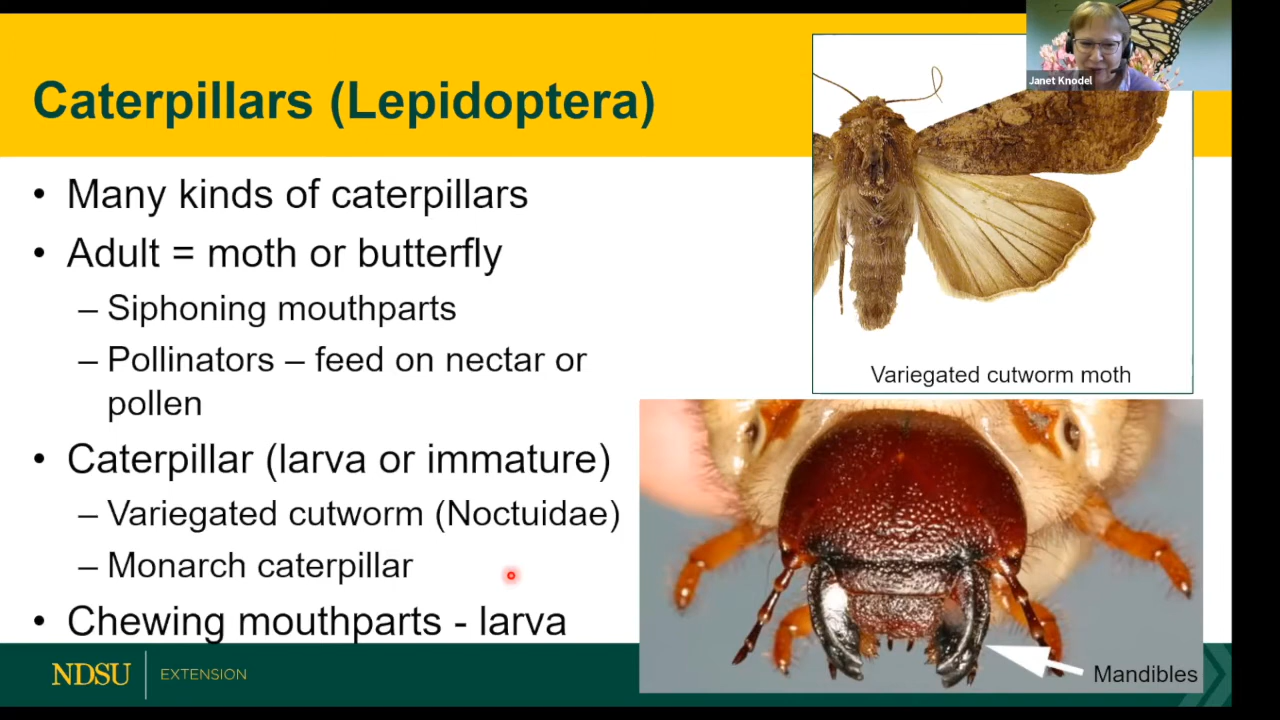 Janet Knodel
Caterpillars (Lepidoptera)
• Many kinds of caterpillars
• Adult = moth or butterfly
– Siphoning mouthparts
– Pollinators – feed on nectar or
pollen
• Caterpillar (larva or immature)
– Variegated cutworm (Noctuidae)
– Monarch caterpillar
• Chewing mouthparts - larva
Variegated cutworm moth
Mandibles
NDSU EXTENSION